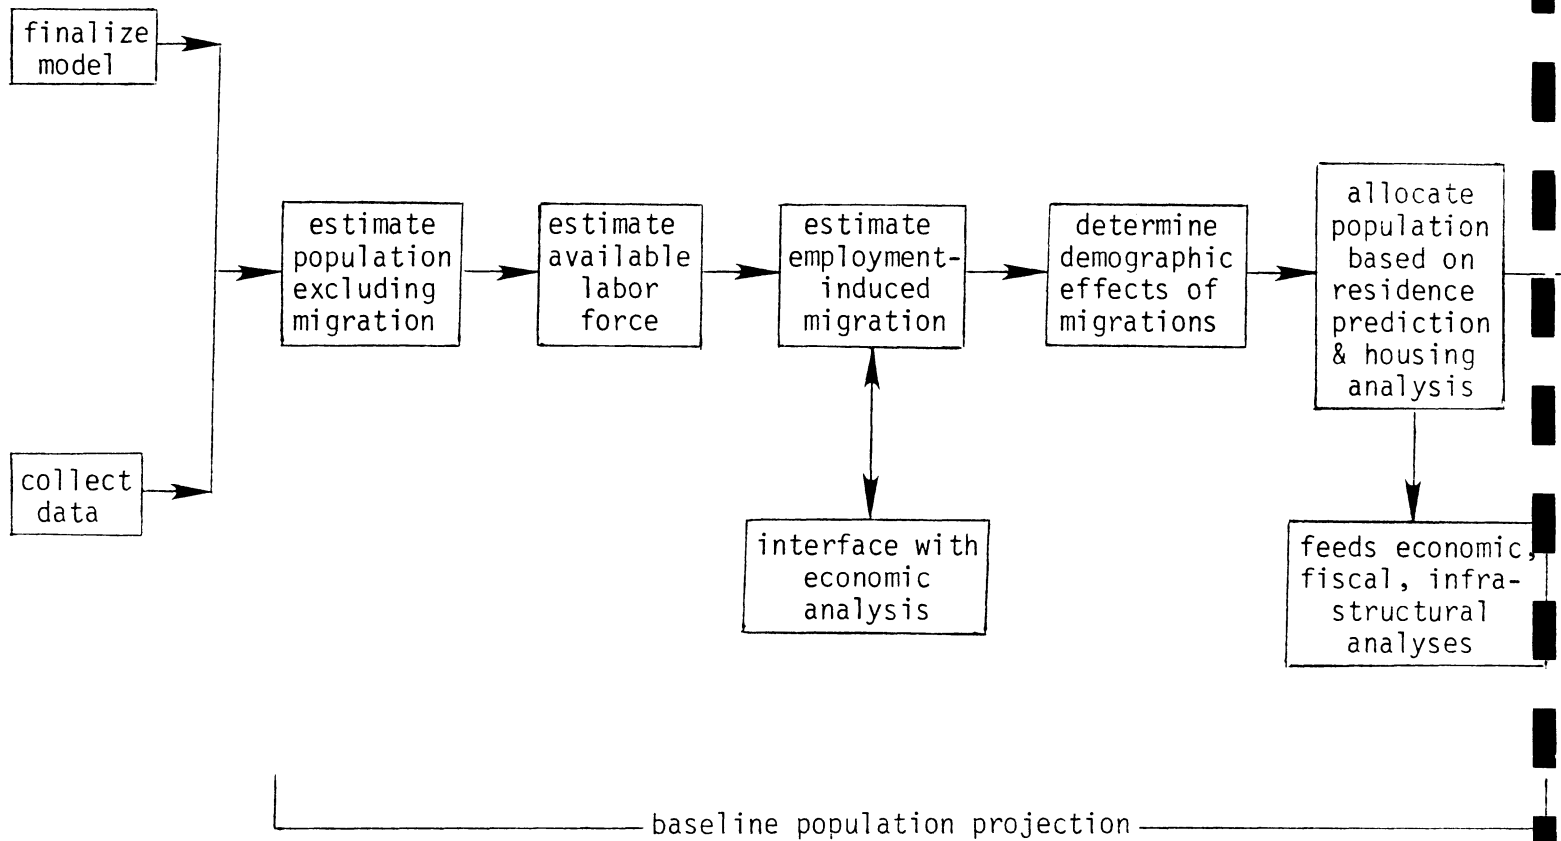 finalize
model
collect
data
estimate
population
excluding
migration
estimate
available
labor
force
estimate
employment-
induced
migration
interface with
economic
analysis
determine
demographic
effects of
migrations
allocate
population
based on
residence
prediction
& housing
analysis
feeds economic,
fiscal, infra-
structural
analyses
baseline population projection